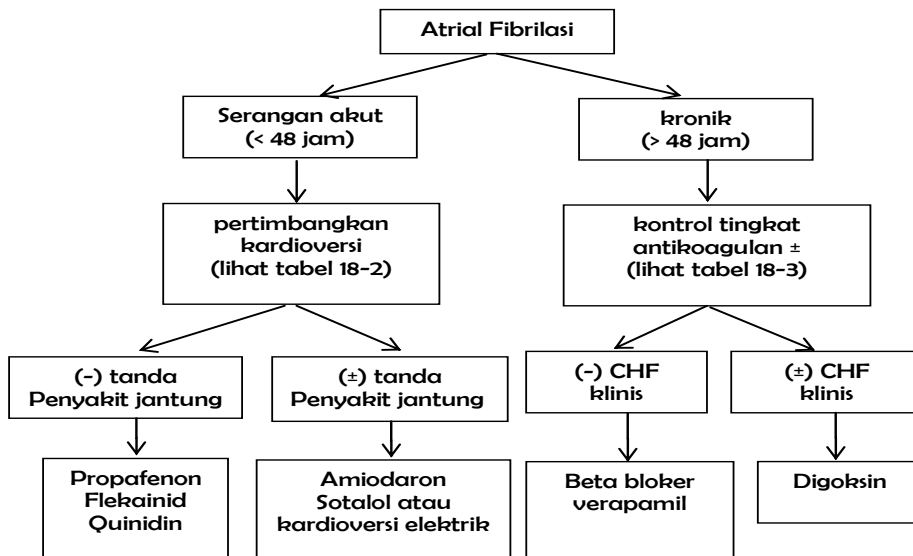 Atrial Fibrilasi
Serangan akut
(< 48 jam)
kronik
(> 48 jam)
pertimbangkan
kardioversi
(lihat tabel 18-2)
kontrol tingkat
antikoagulan ±
(lihat tabel 18-3)
(-) tanda
Penyakit jantung
(±) tanda
Penyakit jantung
(-) CHF
klinis
(±) CHF
klinis
Propafenon
Flekainid
Quinidin
Amiodaron
Sotalol atau
kardioversi elektrik
Beta bloker
verapamil
Digoksin